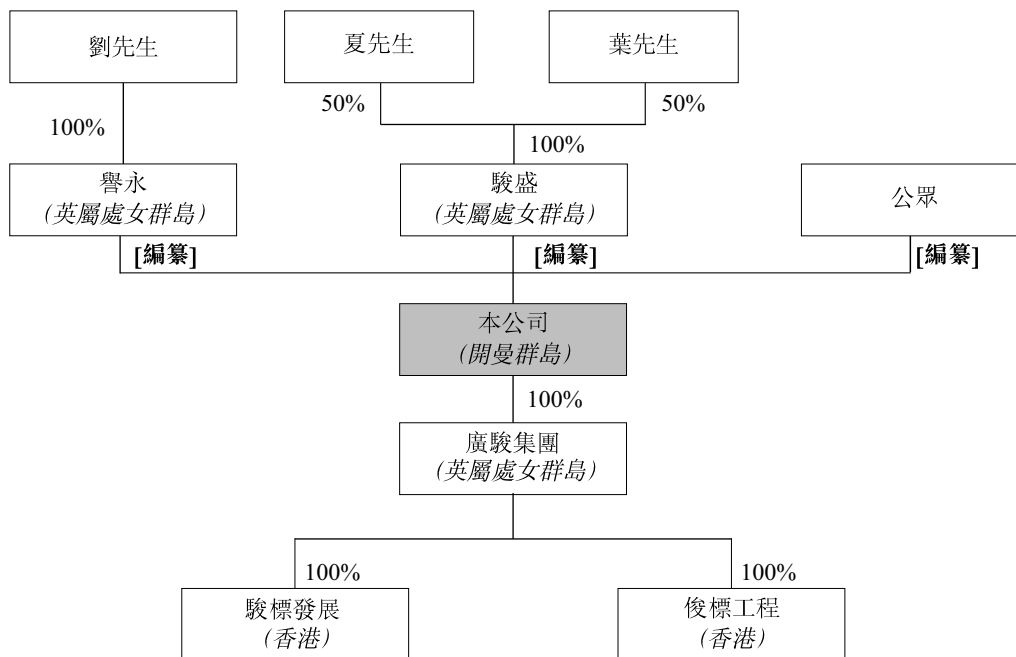 劉先生
夏先生
葉先生
100%
50%
50%
100%
譽永
(英屬處女群島)
駿盛
(英屬處女群島)
公眾
[編纂]
[編纂]
[編纂]
本公司
(開曼群島)
100%
廣駿集團
(英屬處女群島)
100%
100%
駿標發展
(香港)
俊標工程
(香港)